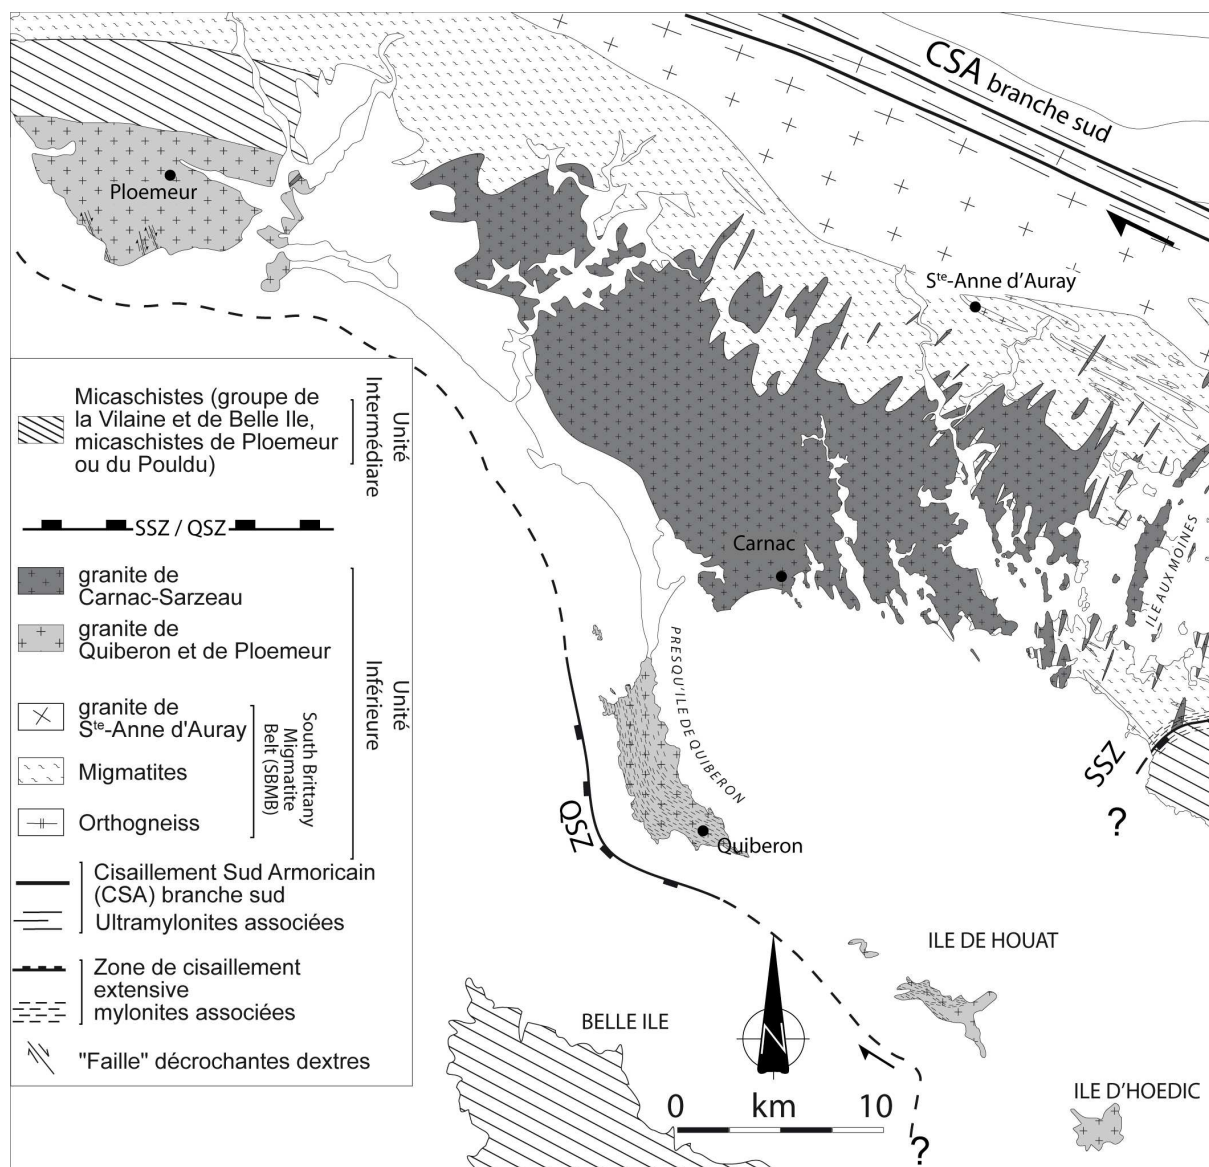 CSA branche sud
Ploemeur
Sᵗᵉ-Anne d'Auray
Carnac
ILE AUX MOINES
PRESQU'ILE DE QUIBERON
SSZ
?
QSZ
Quiberon
ILE DE HOUAT
BELLE ILE
N
0 km 10
ILE D'HOEDIC
?
Micaschistes (groupe de
la Vilaine et de Belle Ile,
micaschistes de Ploemeur
ou du Pouldu)
Unité
Intermédiare
SSZ / QSZ
granite de
Carnac-Sarzeau
granite de
Quiberon et de Ploemeur
granite de
Sᵗᵉ-Anne d'Auray
Migmatites
Orthogneiss
South Brittany
Migmatite
Belt (SBMB)
Unité
Inférieure
Cisaillement Sud Armoricain
(CSA) branche sud
Ultramylonites associées
Zone de cisaillement
extensive
mylonites associées
"Faille" décrochantes dextres